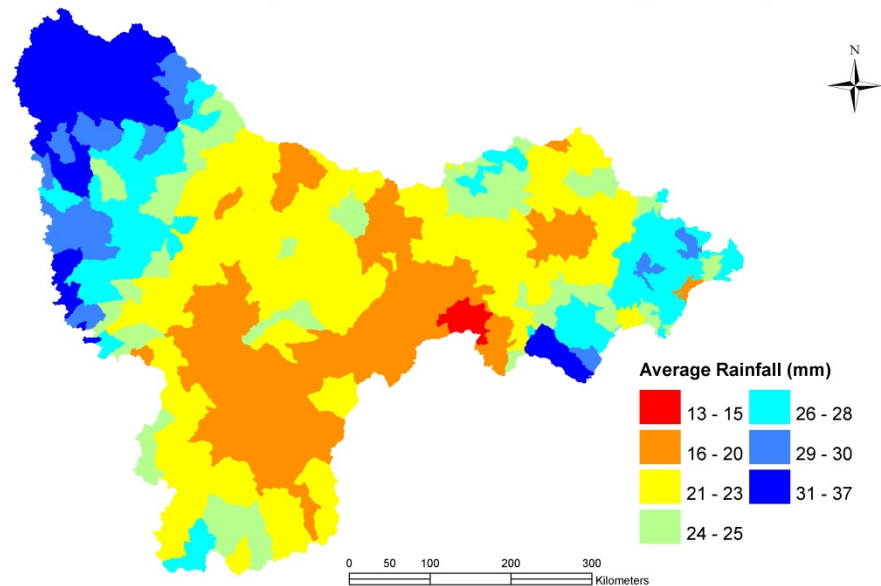 N
Average Rainfall (mm)
13 - 15
26 - 28
16 - 20
29 - 30
21 - 23
31 - 37
24 - 25
0 50 100 200 300
Kilometers